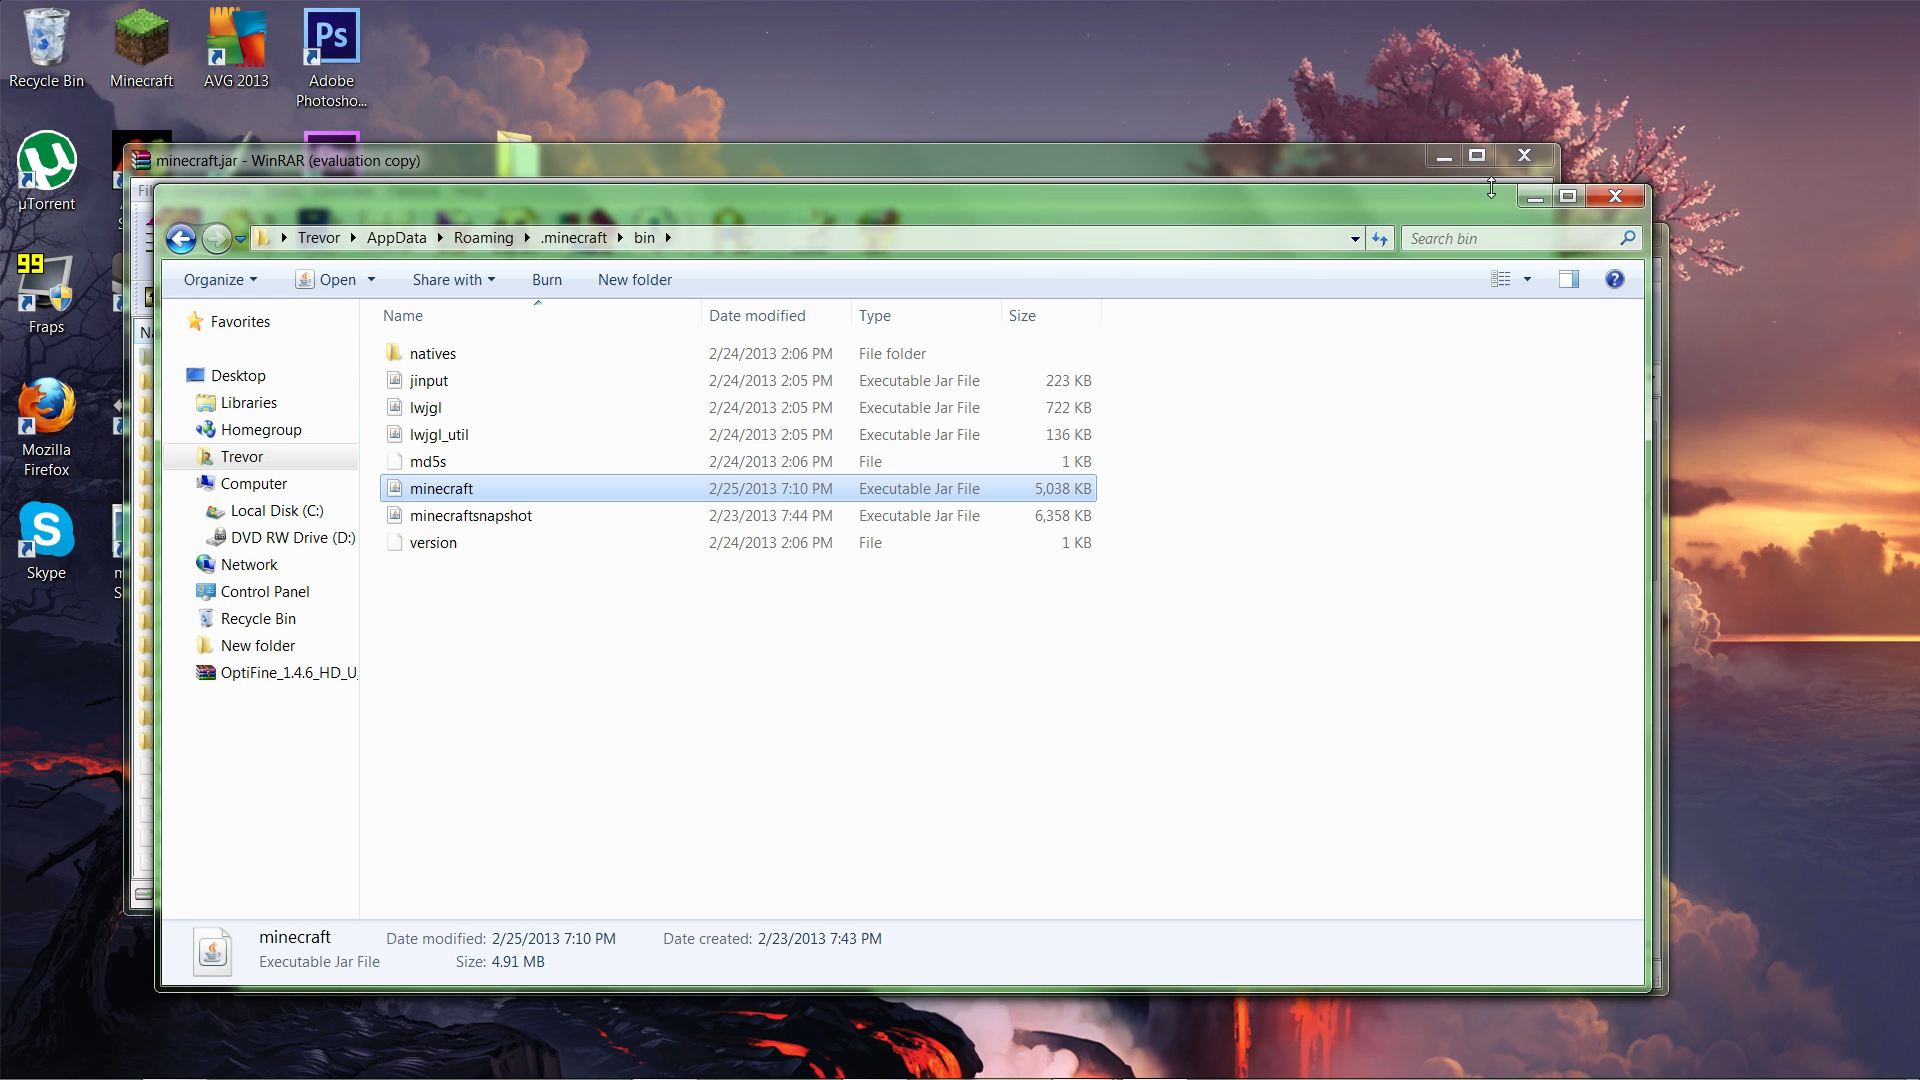 Recycle Bin
Minecraft
AVG 2013
Ps
Adobe
Photosho...
µTorrent
99
Fraps
Mozilla
Firefox
S
Skype
minecraft.jar - WinRAR (evaluation copy)
Trevor
AppData
Roaming
.minecraft
bin
Search bin
Organize
Open
Share with
Burn
New folder
Favorites
Desktop
Libraries
Homegroup
Trevor
Computer
Local Disk (C:)
DVD RW Drive (D:)
Network
Control Panel
Recycle Bin
New folder
OptiFine_1.4.6_HD_U_
Name Date modified Type Size
natives 2/24/2013 2:06 PM File folder
jinput 2/24/2013 2:05 PM Executable Jar File 223 KB
lwjgl 2/24/2013 2:05 PM Executable Jar File 722 KB
lwjgl_util 2/24/2013 2:05 PM Executable Jar File 136 KB
md5s 2/24/2013 2:06 PM File 1 KB
minecraft 2/25/2013 7:10 PM Executable Jar File 5,038 KB
minecraftsnapshot 2/23/2013 7:44 PM Executable Jar File 6,358 KB
version 2/24/2013 2:06 PM File 1 KB
minecraft Date modified: 2/25/2013 7:10 PM Date created: 2/23/2013 7:43 PM
Executable Jar File Size: 4.91 MB